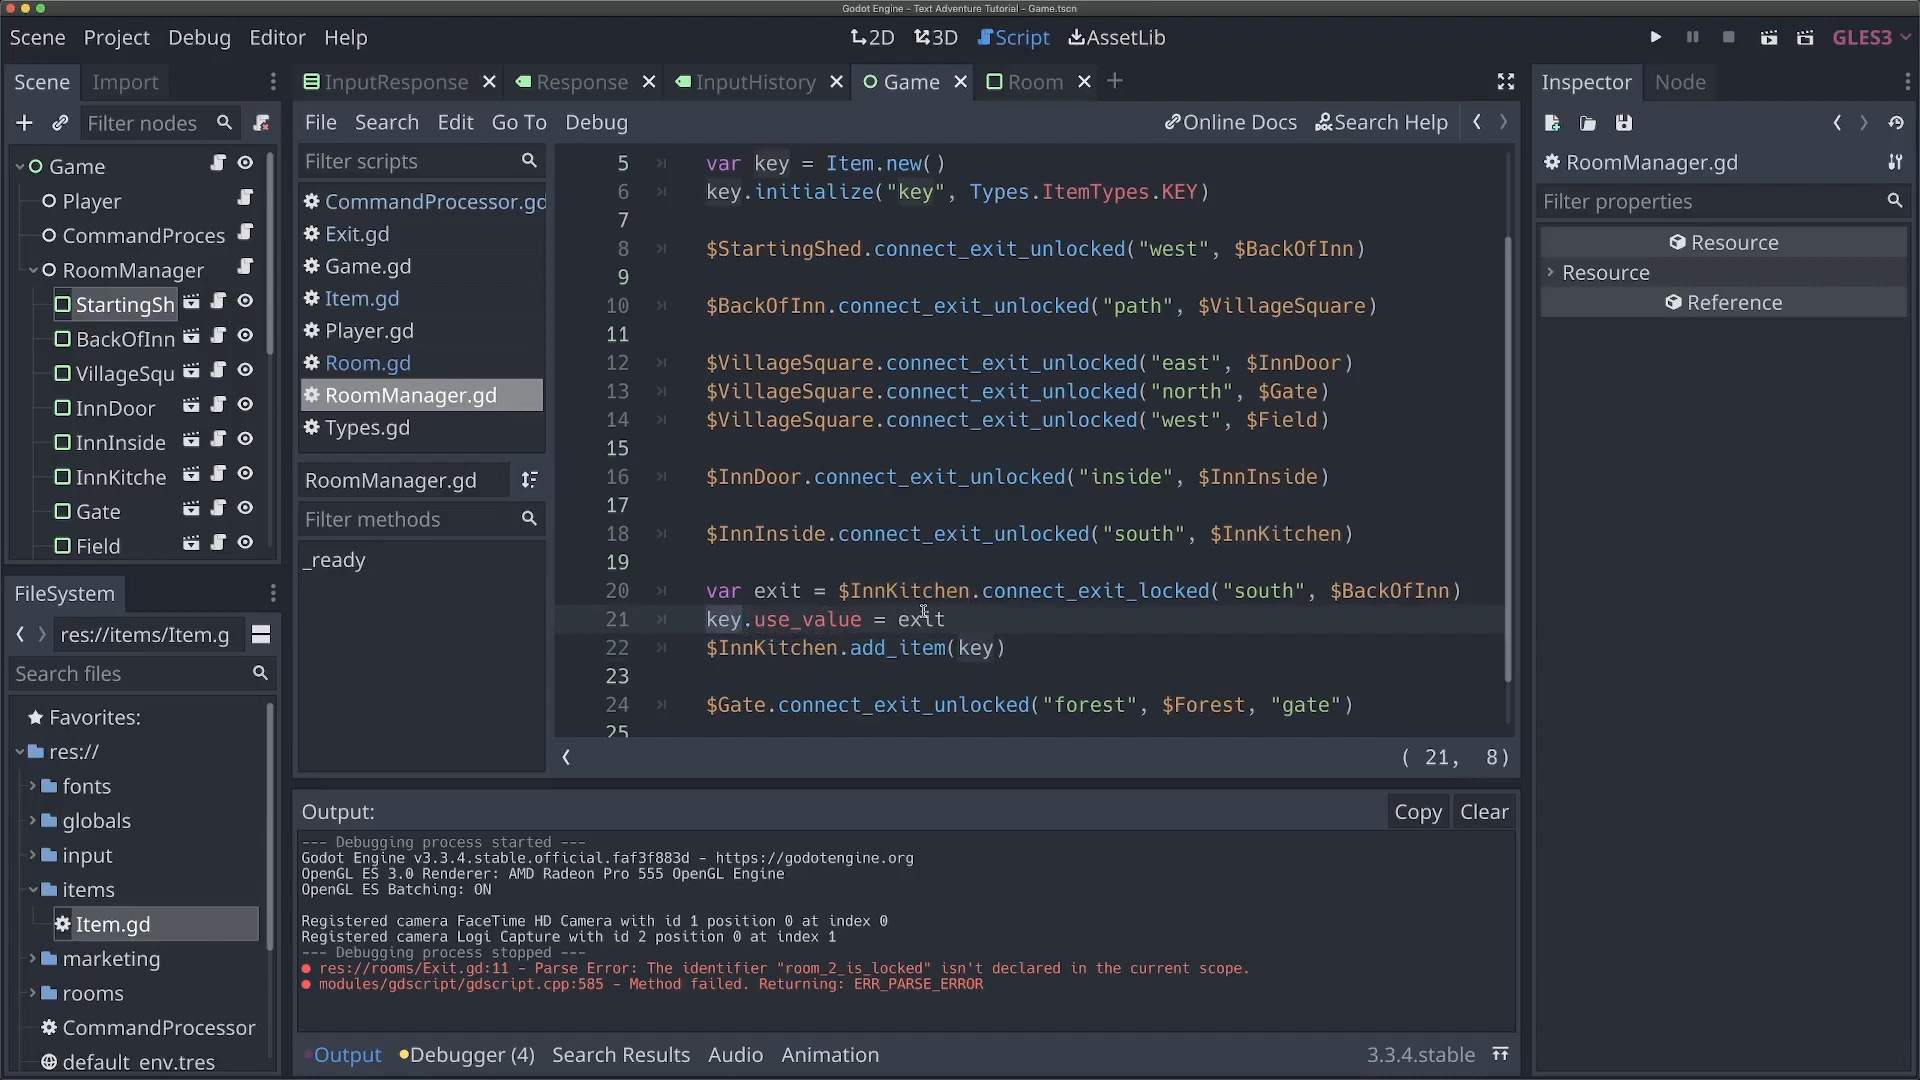 Godot Engine - Text Adventure Tutorial - Game.tscn
Scene Project Debug Editor Help
2D 3D Script AssetLib
GLES3
Scene Import
InputResponse Response InputHistory Game Room
Inspector Node
Filter nodes
File Search Edit Go To Debug
Online Docs Search Help
RoomManager.gd
Filter properties
Resource
Resource
Reference
Game
Player
CommandProces
RoomManager
StartingSh
BackOfInn
VillageSqu
InnDoor
InnInside
InnKitche
Gate
Field
Filter scripts
CommandProcessor.gd
Exit.gd
Game.gd
Item.gd
Player.gd
Room.gd
RoomManager.gd
Types.gd
RoomManager.gd
Filter methods
_ready
5 var key = Item.new()
6 key.initialize("key", Types.ItemTypes.KEY)
7
8 $StartingShed.connect_exit_unlocked("west", $BackOfInn)
9
10 $BackOfInn.connect_exit_unlocked("path", $VillageSquare)
11
12 $VillageSquare.connect_exit_unlocked("east", $InnDoor)
13 $VillageSquare.connect_exit_unlocked("north", $Gate)
14 $VillageSquare.connect_exit_unlocked("west", $Field)
15
16 $InnDoor.connect_exit_unlocked("inside", $InnInside)
17
18 $InnInside.connect_exit_unlocked("south", $InnKitchen)
19
20 var exit = $InnKitchen.connect_exit_locked("south", $BackOfInn)
21 key.use_value = exit
22 $InnKitchen.add_item(key)
23
24 $Gate.connect_exit_unlocked("forest", $Forest, "gate")
25
( 21, 8)
FileSystem
res://items/Item.g
Search files
Favorites:
res://
fonts
globals
input
items
Item.gd
marketing
rooms
CommandProcessor
default_env.tres
Output:
Copy Clear
--- Debugging process started ---
Godot Engine v3.3.4.stable.official.faf3f883d - https://godotengine.org
OpenGL ES 3.0 Renderer: AMD Radeon Pro 555 OpenGL Engine
OpenGL ES Batching: ON
Registered camera FaceTime HD Camera with id 1 position 0 at index 0
Registered camera Logi Capture with id 2 position 0 at index 1
--- Debugging process stopped ---
res://rooms/Exit.gd:11 - Parse Error: The identifier "room_2_is_locked" isn't declared in the current scope.
modules/gdscript/gdscript.cpp:585 - Method failed. Returning: ERR_PARSE_ERROR
Output Debugger (4) Search Results Audio Animation
3.3.4.stable